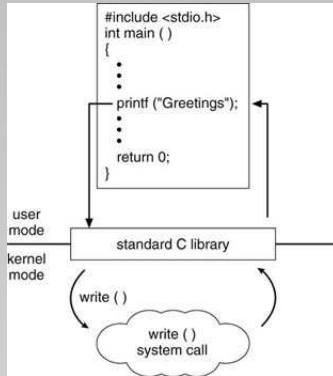 #include <stdio.h>
int main ( )
{
•
•
•
printf ("Greetings");
•
•
•
return 0;
}
user
mode
standard C library
kernel
mode
write ( )
write ( )
system call